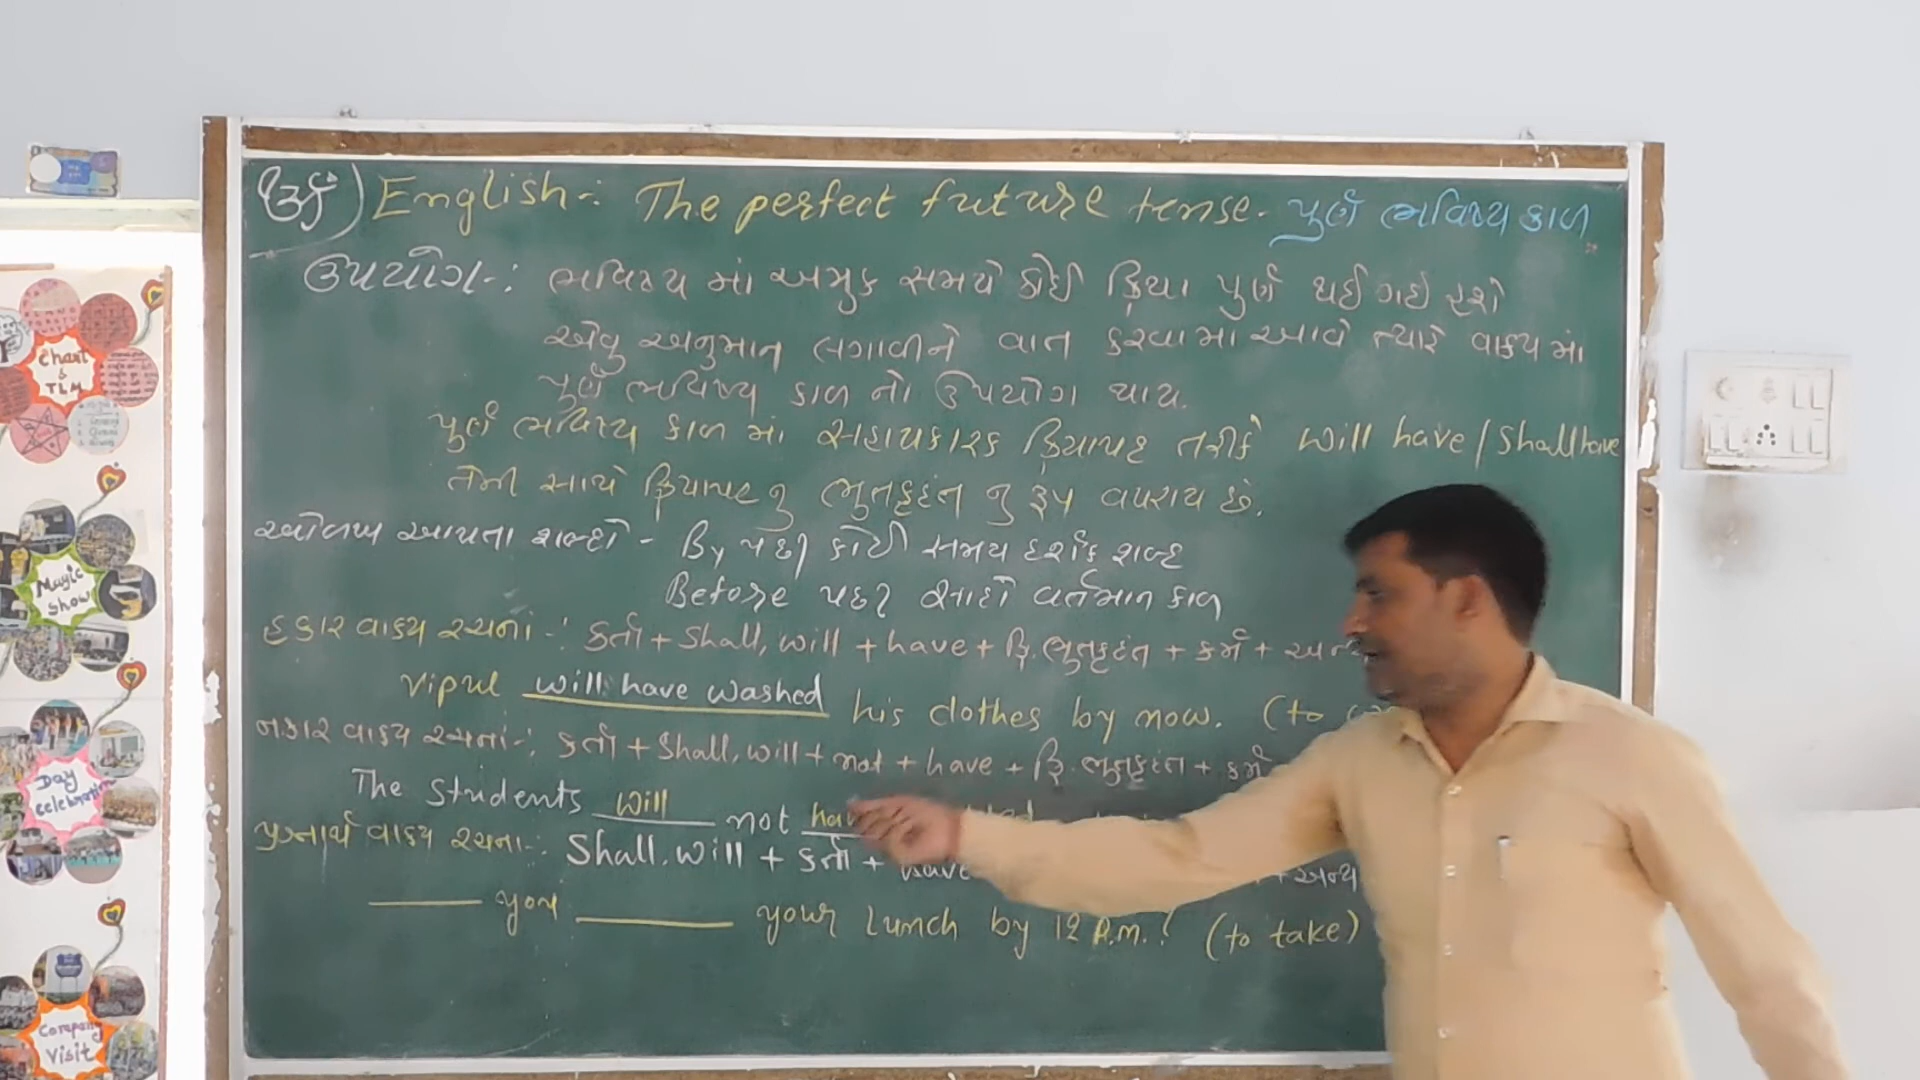 English:- The perfect future tense. પુર્ણ ભવિષ્ય કાળ
ઉપયોગ:- ભવિષ્ય માં અમુક સમયે કોઈ ક્રિયા પુર્ણ થઈ ગઈ હશે
એવુ અનુમાન લગાવીને વાત કરવામાં આવે ત્યારે વાક્ય માં
પુર્ણ ભવિષ્ય કાળ નો ઉપયોગ થાય.
પુર્ણ ભવિષ્ય કાળ માં સહાયકારક ક્રિયાપદ તરીકે will have / Shall have
તેની સાથે ક્રિયાપદ નુ ભુતકૃદંત નુ રૂપ વપરાય છે.
ઓળખ આપતા શબ્દો - By પછી કોઈ સમય દર્શક શબ્દ
Before પછી સાદો વર્તમાન કાળ
હકાર વાક્ય રચના :- કર્તા + Shall, will + have + ક્રિ. ભુતકૃદંત + કર્મ +
Vipul will have washed his clothes by now. (to
નકાર વાક્ય રચના :- કર્તા + Shall, will + not + have + ક્રિ. ભુતકૃદંત + કર્મ
The Students will not
પ્રશ્નાર્થ વાક્ય રચના :- Shall, will + કર્તા + have + અન્ય
_____ you _____ your lunch by 12 P.M.? (to take)
Chart & TLM
Magic Show
Day celebration
Company Visit